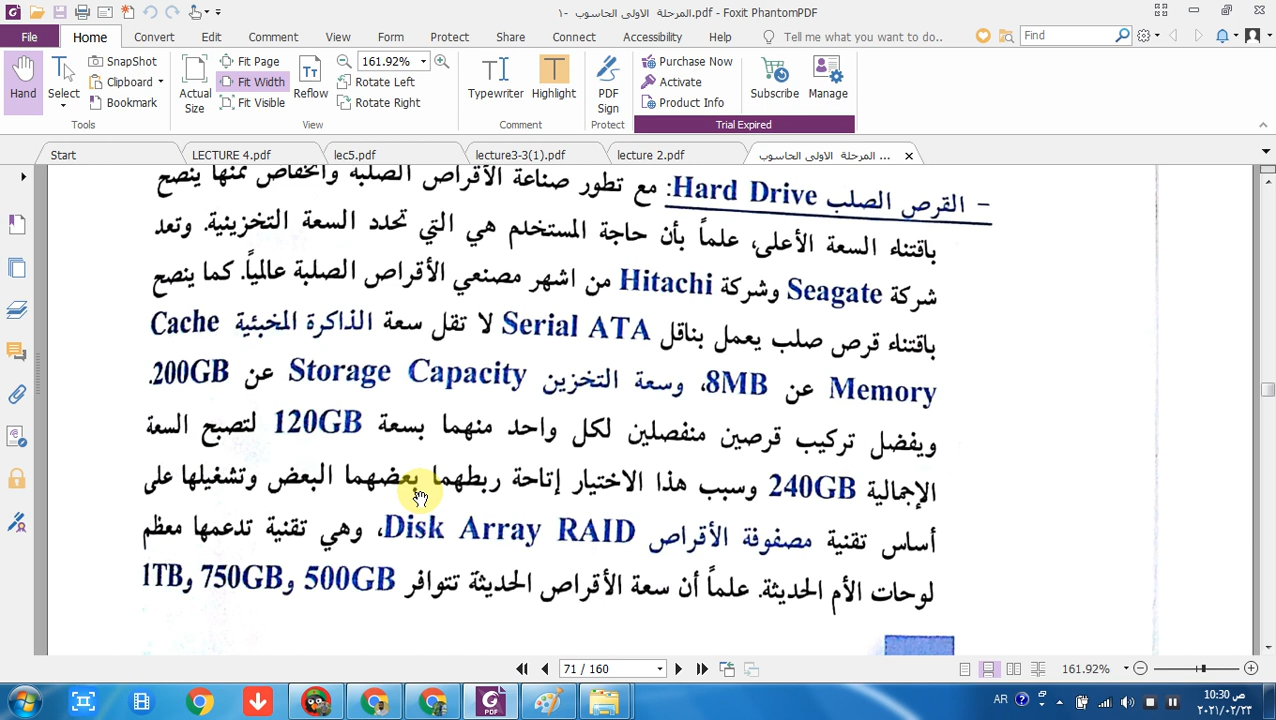 المرحلة الاولى الحاسوب -١.pdf - Foxit PhantomPDF
File Home Convert Edit Comment View Form Protect Share Connect Accessibility Help Tell me what you want to do.. Find
Hand
Select
SnapShot
Clipboard
Bookmark
Tools
Actual Size
Fit Page
Fit Width
Fit Visible
Reflow
161.92%
Rotate Left
Rotate Right
View
Typewriter
Highlight
Comment
PDF Sign
Protect
Purchase Now
Activate
Product Info
Trial Expired
Subscribe
Manage
Start LECTURE 4.pdf lec5.pdf lecture3-3(1).pdf lecture 2.pdf المرحلة الاولى الحاسوب ...
- القرص الصلب Hard Drive: مع تطور صناعة الأقراص الصلبة وانخفاض ثمنها ينصح
باقتناء السعة الأعلى، علماً بأن حاجة المستخدم هي التي تحدد السعة التخزينية. وتعد
شركة Seagate وشركة Hitachi من اشهر مصنعي الأقراص الصلبة عالمياً. كما ينصح
باقتناء قرص صلب يعمل بناقل Serial ATA لا تقل سعة الذاكرة المخبئية Cache
Memory عن 8MB، وسعة التخزين Storage Capacity عن 200GB.
ويفضل تركيب قرصين منفصلين لكل واحد منهما بسعة 120GB لتصبح السعة
الإجمالية 240GB وسبب هذا الاختيار إتاحة ربطهما بعضهما البعض وتشغيلها على
أساس تقنية مصفوفة الأقراص Disk Array RAID، وهي تقنية تدعمها معظم
لوحات الأم الحديثة. علماً أن سعة الأقراص الحديثة تتوافر 500GB و750GB و1TB
71 / 160
161.92%
PDF
AR
10:30 ص
٢٠٢١/٠٢/٢٣